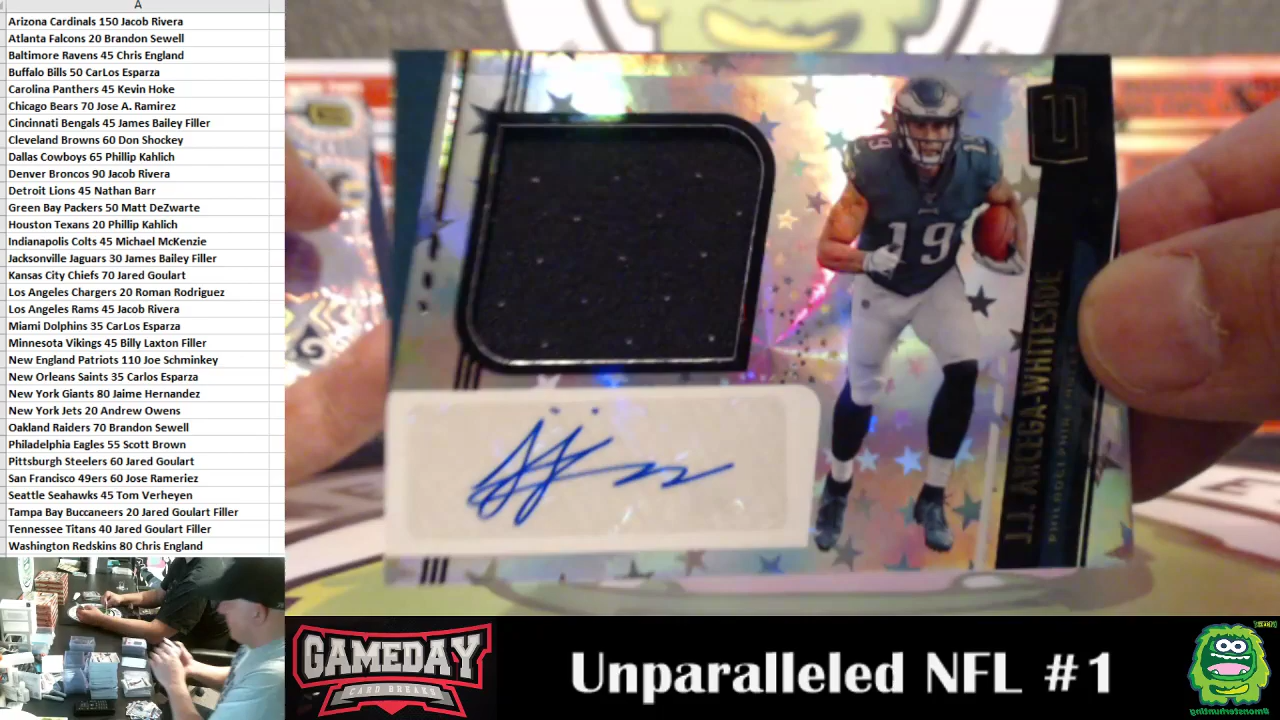 A
Arizona Cardinals 150 Jacob Rivera
Atlanta Falcons 20 Brandon Sewell
Baltimore Ravens 45 Chris England
Buffalo Bills 50 CarLos Esparza
Carolina Panthers 45 Kevin Hoke
Chicago Bears 70 Jose A. Ramirez
Cincinnati Bengals 45 James Bailey Filler
Cleveland Browns 60 Don Shockey
Dallas Cowboys 65 Phillip Kahlich
Denver Broncos 90 Jacob Rivera
Detroit Lions 45 Nathan Barr
Green Bay Packers 50 Matt DeZwarte
Houston Texans 20 Phillip Kahlich
Indianapolis Colts 45 Michael McKenzie
Jacksonville Jaguars 30 James Bailey Filler
Kansas City Chiefs 70 Jared Goulart
Los Angeles Chargers 20 Roman Rodriguez
Los Angeles Rams 45 Jacob Rivera
Miami Dolphins 35 CarLos Esparza
Minnesota Vikings 45 Billy Laxton Filler
New England Patriots 110 Joe Schminkey
New Orleans Saints 35 Carlos Esparza
New York Giants 80 Jaime Hernandez
New York Jets 20 Andrew Owens
Oakland Raiders 70 Brandon Sewell
Philadelphia Eagles 55 Scott Brown
Pittsburgh Steelers 60 Jared Goulart
San Francisco 49ers 60 Jose Rameriez
Seattle Seahawks 45 Tom Verheyen
Tampa Bay Buccaneers 20 Jared Goulart Filler
Tennessee Titans 40 Jared Goulart Filler
Washington Redskins 80 Chris England
19
19
19
U
J.J. ARCEGA-WHITESIDE
PHILADELPHIA EAGLES
GAMEDAY
CARD BREAKS
Unparalleled NFL #1
#monsterhunting